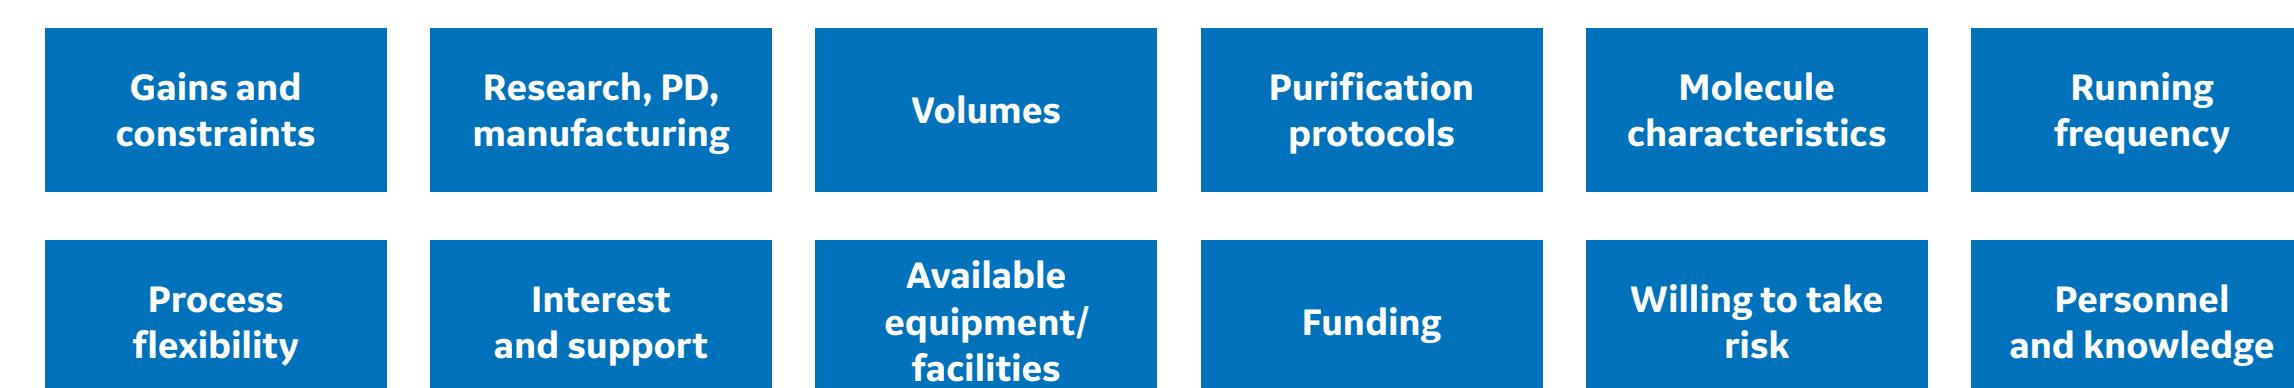 Gains and
constraints
Research, PD,
manufacturing
Volumes
Purification
protocols
Molecule
characteristics
Running
frequency
Process
flexibility
Interest
and support
Available
equipment/
facilities
Funding
Willing to take
risk
Personnel
and knowledge